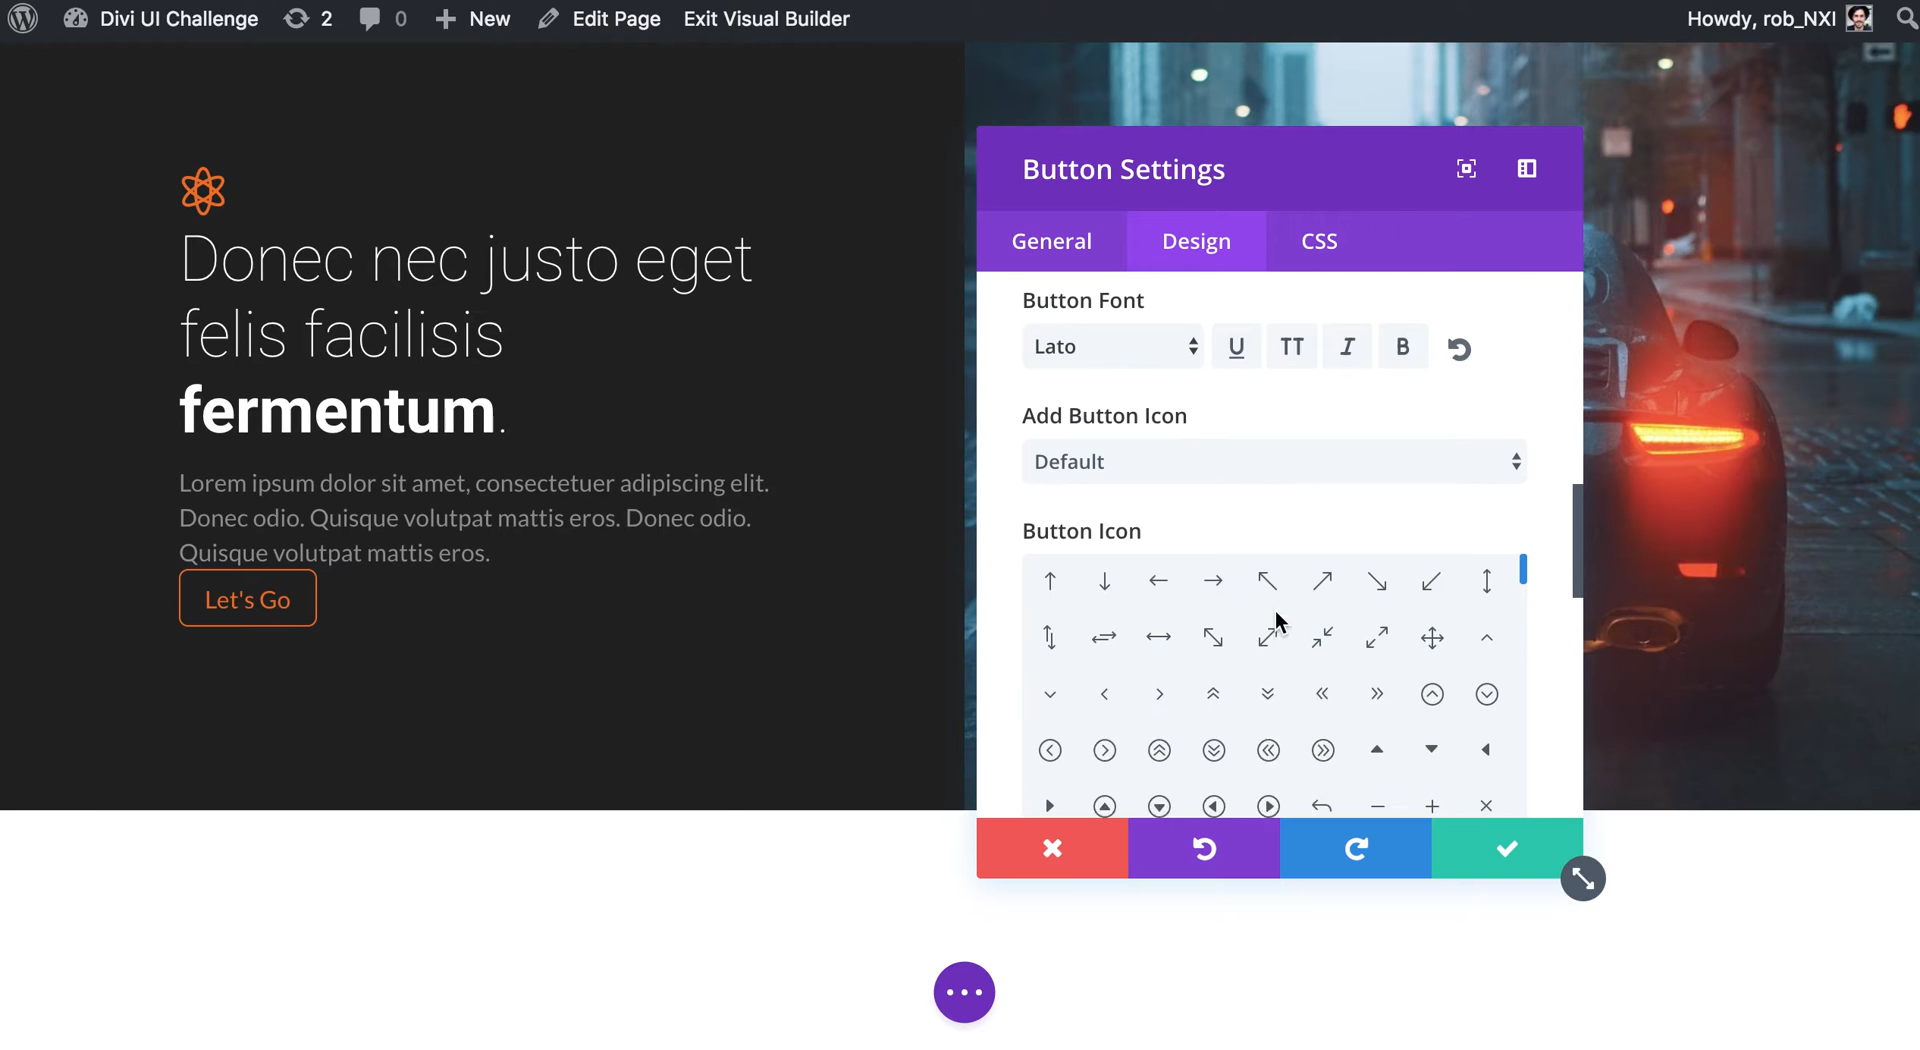 Divi UI Challenge 2 0 New Edit Page Exit Visual Builder Howdy, rob_NXI
Donec nec justo eget
felis facilisis
fermentum.
Lorem ipsum dolor sit amet, consectetuer adipiscing elit.
Donec odio. Quisque volutpat mattis eros. Donec odio.
Quisque volutpat mattis eros.
Let's Go
Button Settings
General Design CSS
Button Font
Lato U TT I B
Add Button Icon
Default
Button Icon